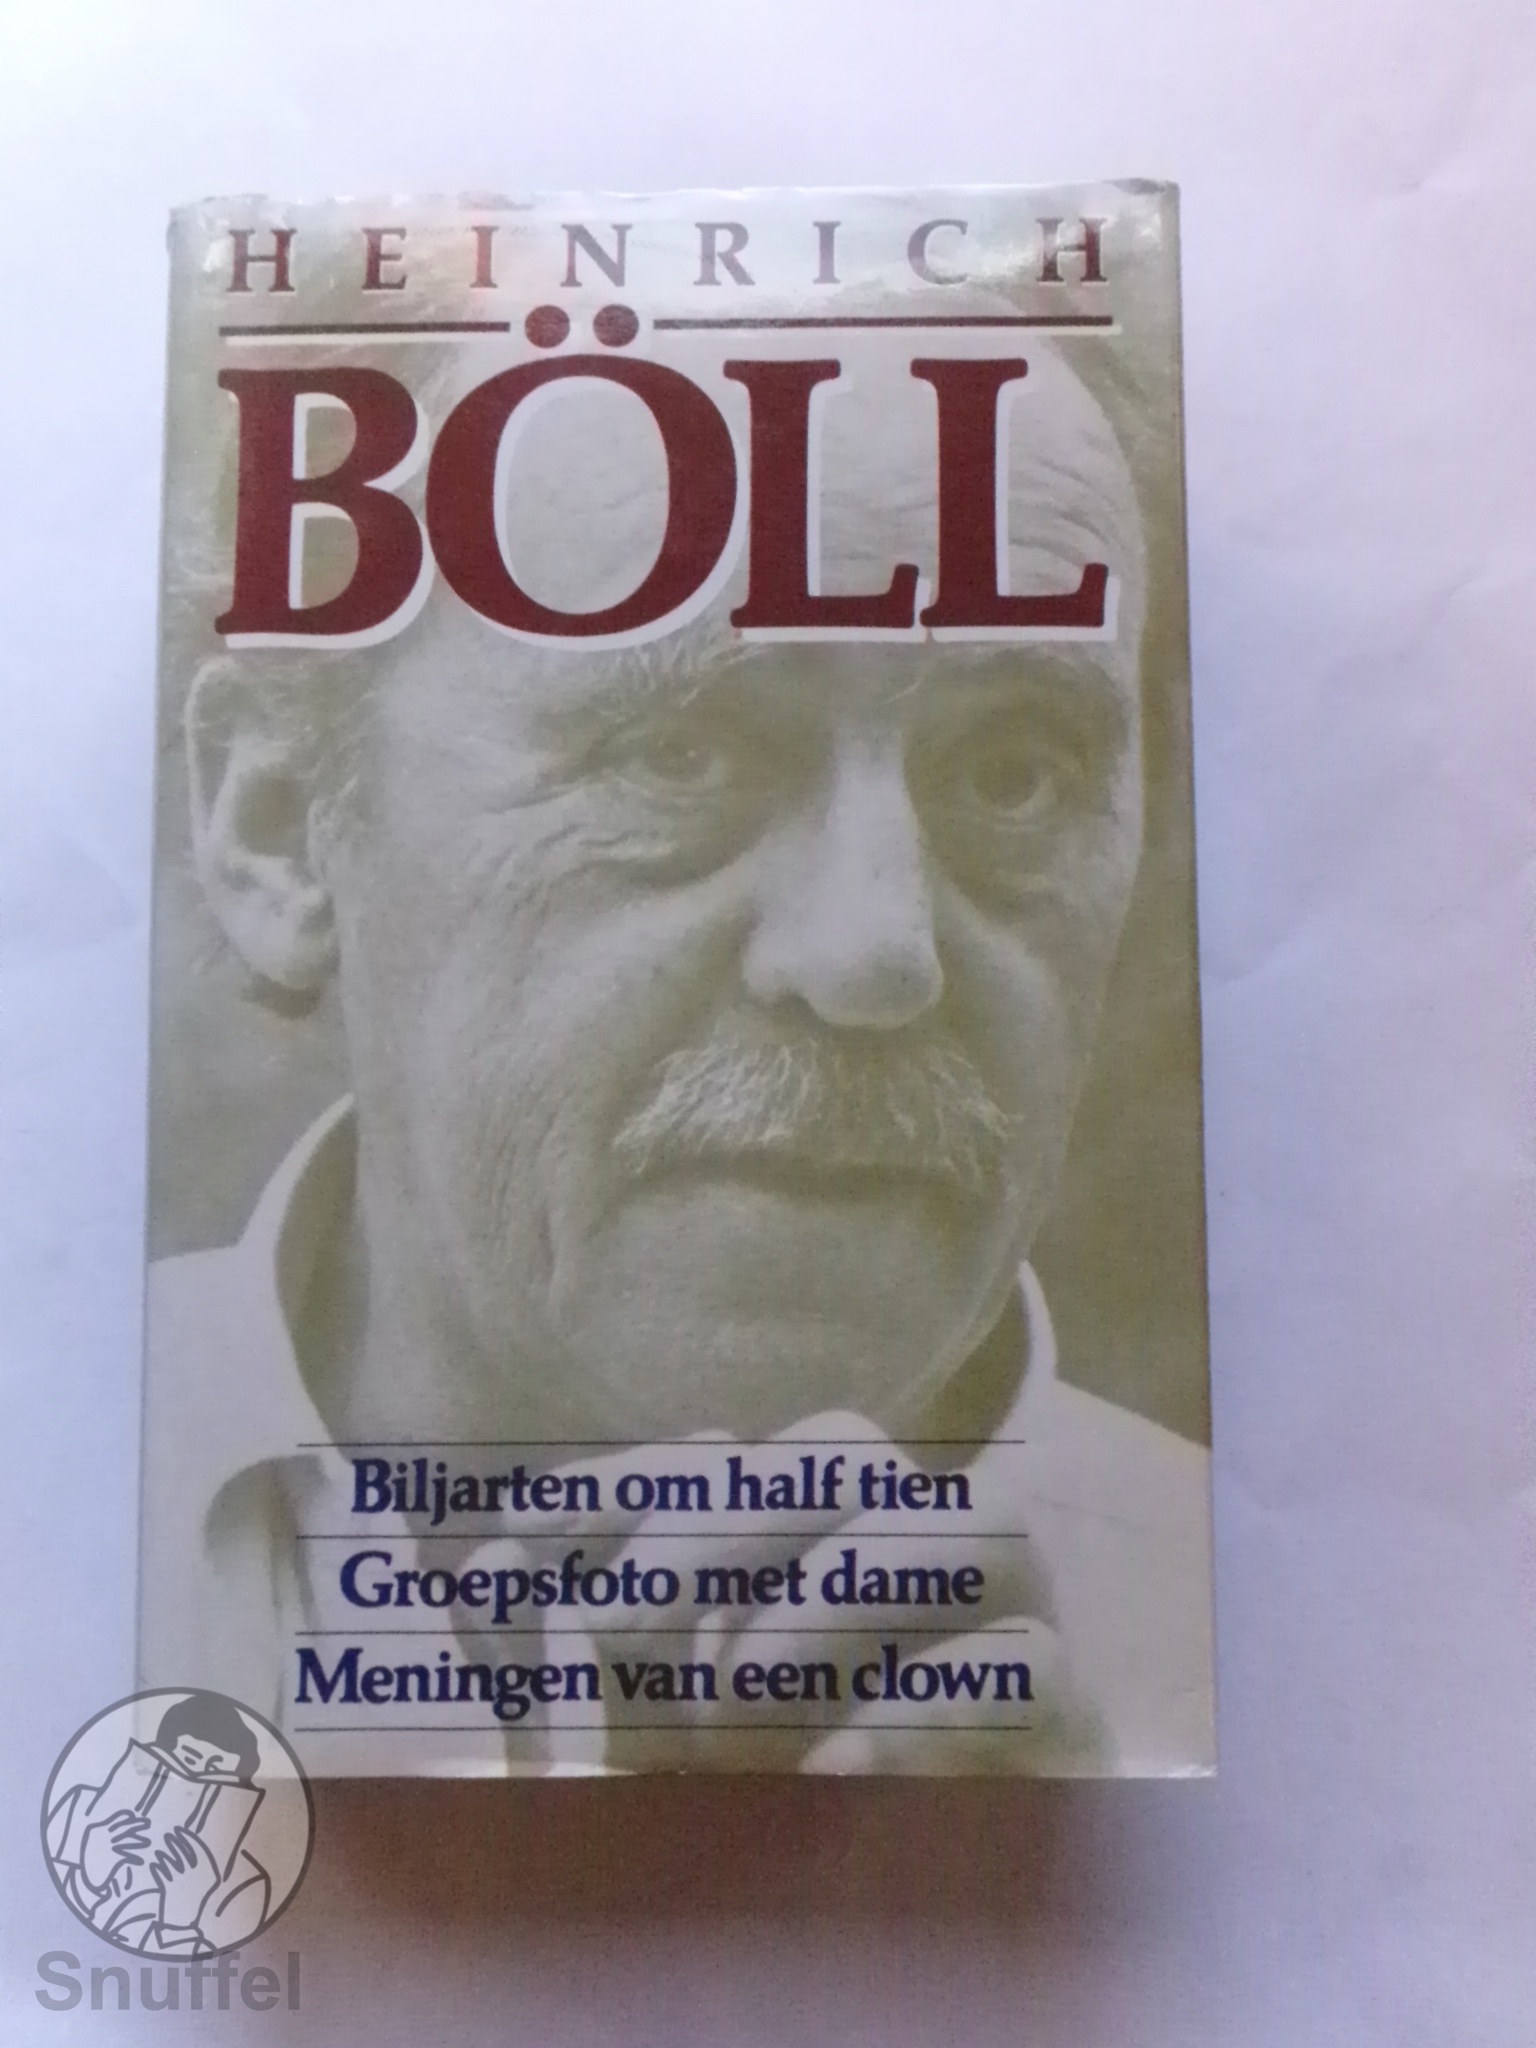 HEINRICH
BÖLL
Biljarten om half tien
Groepsfoto met dame
Meningen van een clown
Snuffel